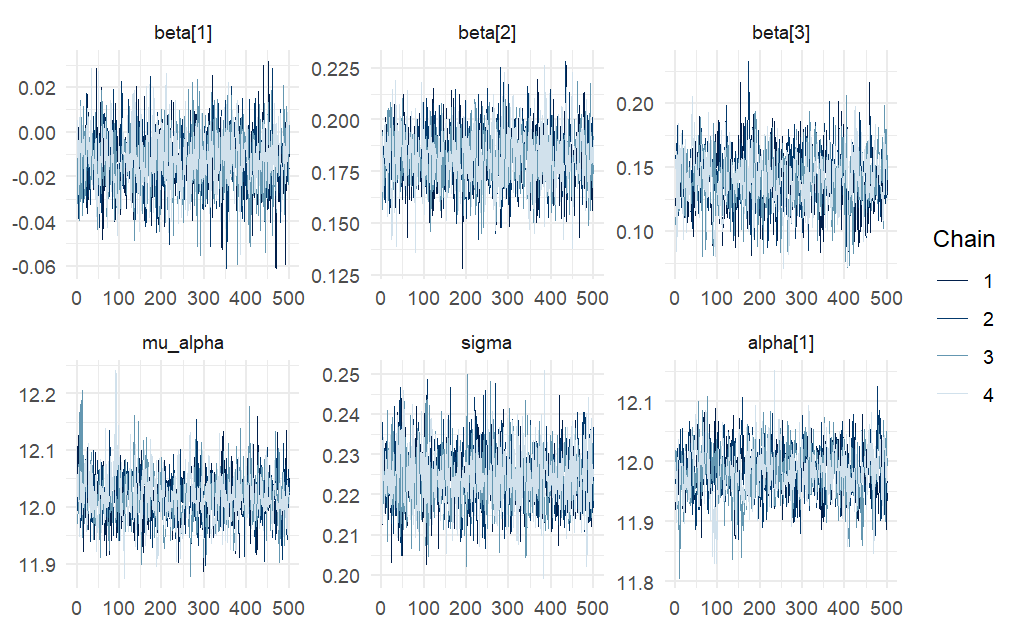 beta[1] beta[2] beta[3]
0.02 0.00 -0.02 -0.04 -0.06
0.225 0.200 0.175 0.150 0.125
0.20 0.15 0.10
0 100 200 300 400 500 0 100 200 300 400 500 0 100 200 300 400 500
mu_alpha sigma alpha[1]
12.2 12.1 12.0 11.9
0.25 0.24 0.23 0.22 0.21 0.20
12.1 12.0 11.9 11.8
0 100 200 300 400 500 0 100 200 300 400 500 0 100 200 300 400 500
Chain
1
2
3
4